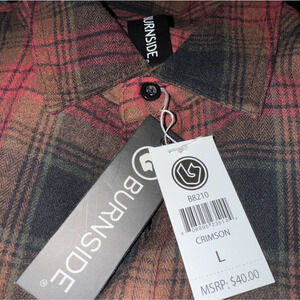 BURNSIDE
BURNSIDE®
B8210
CRIMSON
L
MSRP: $40.00